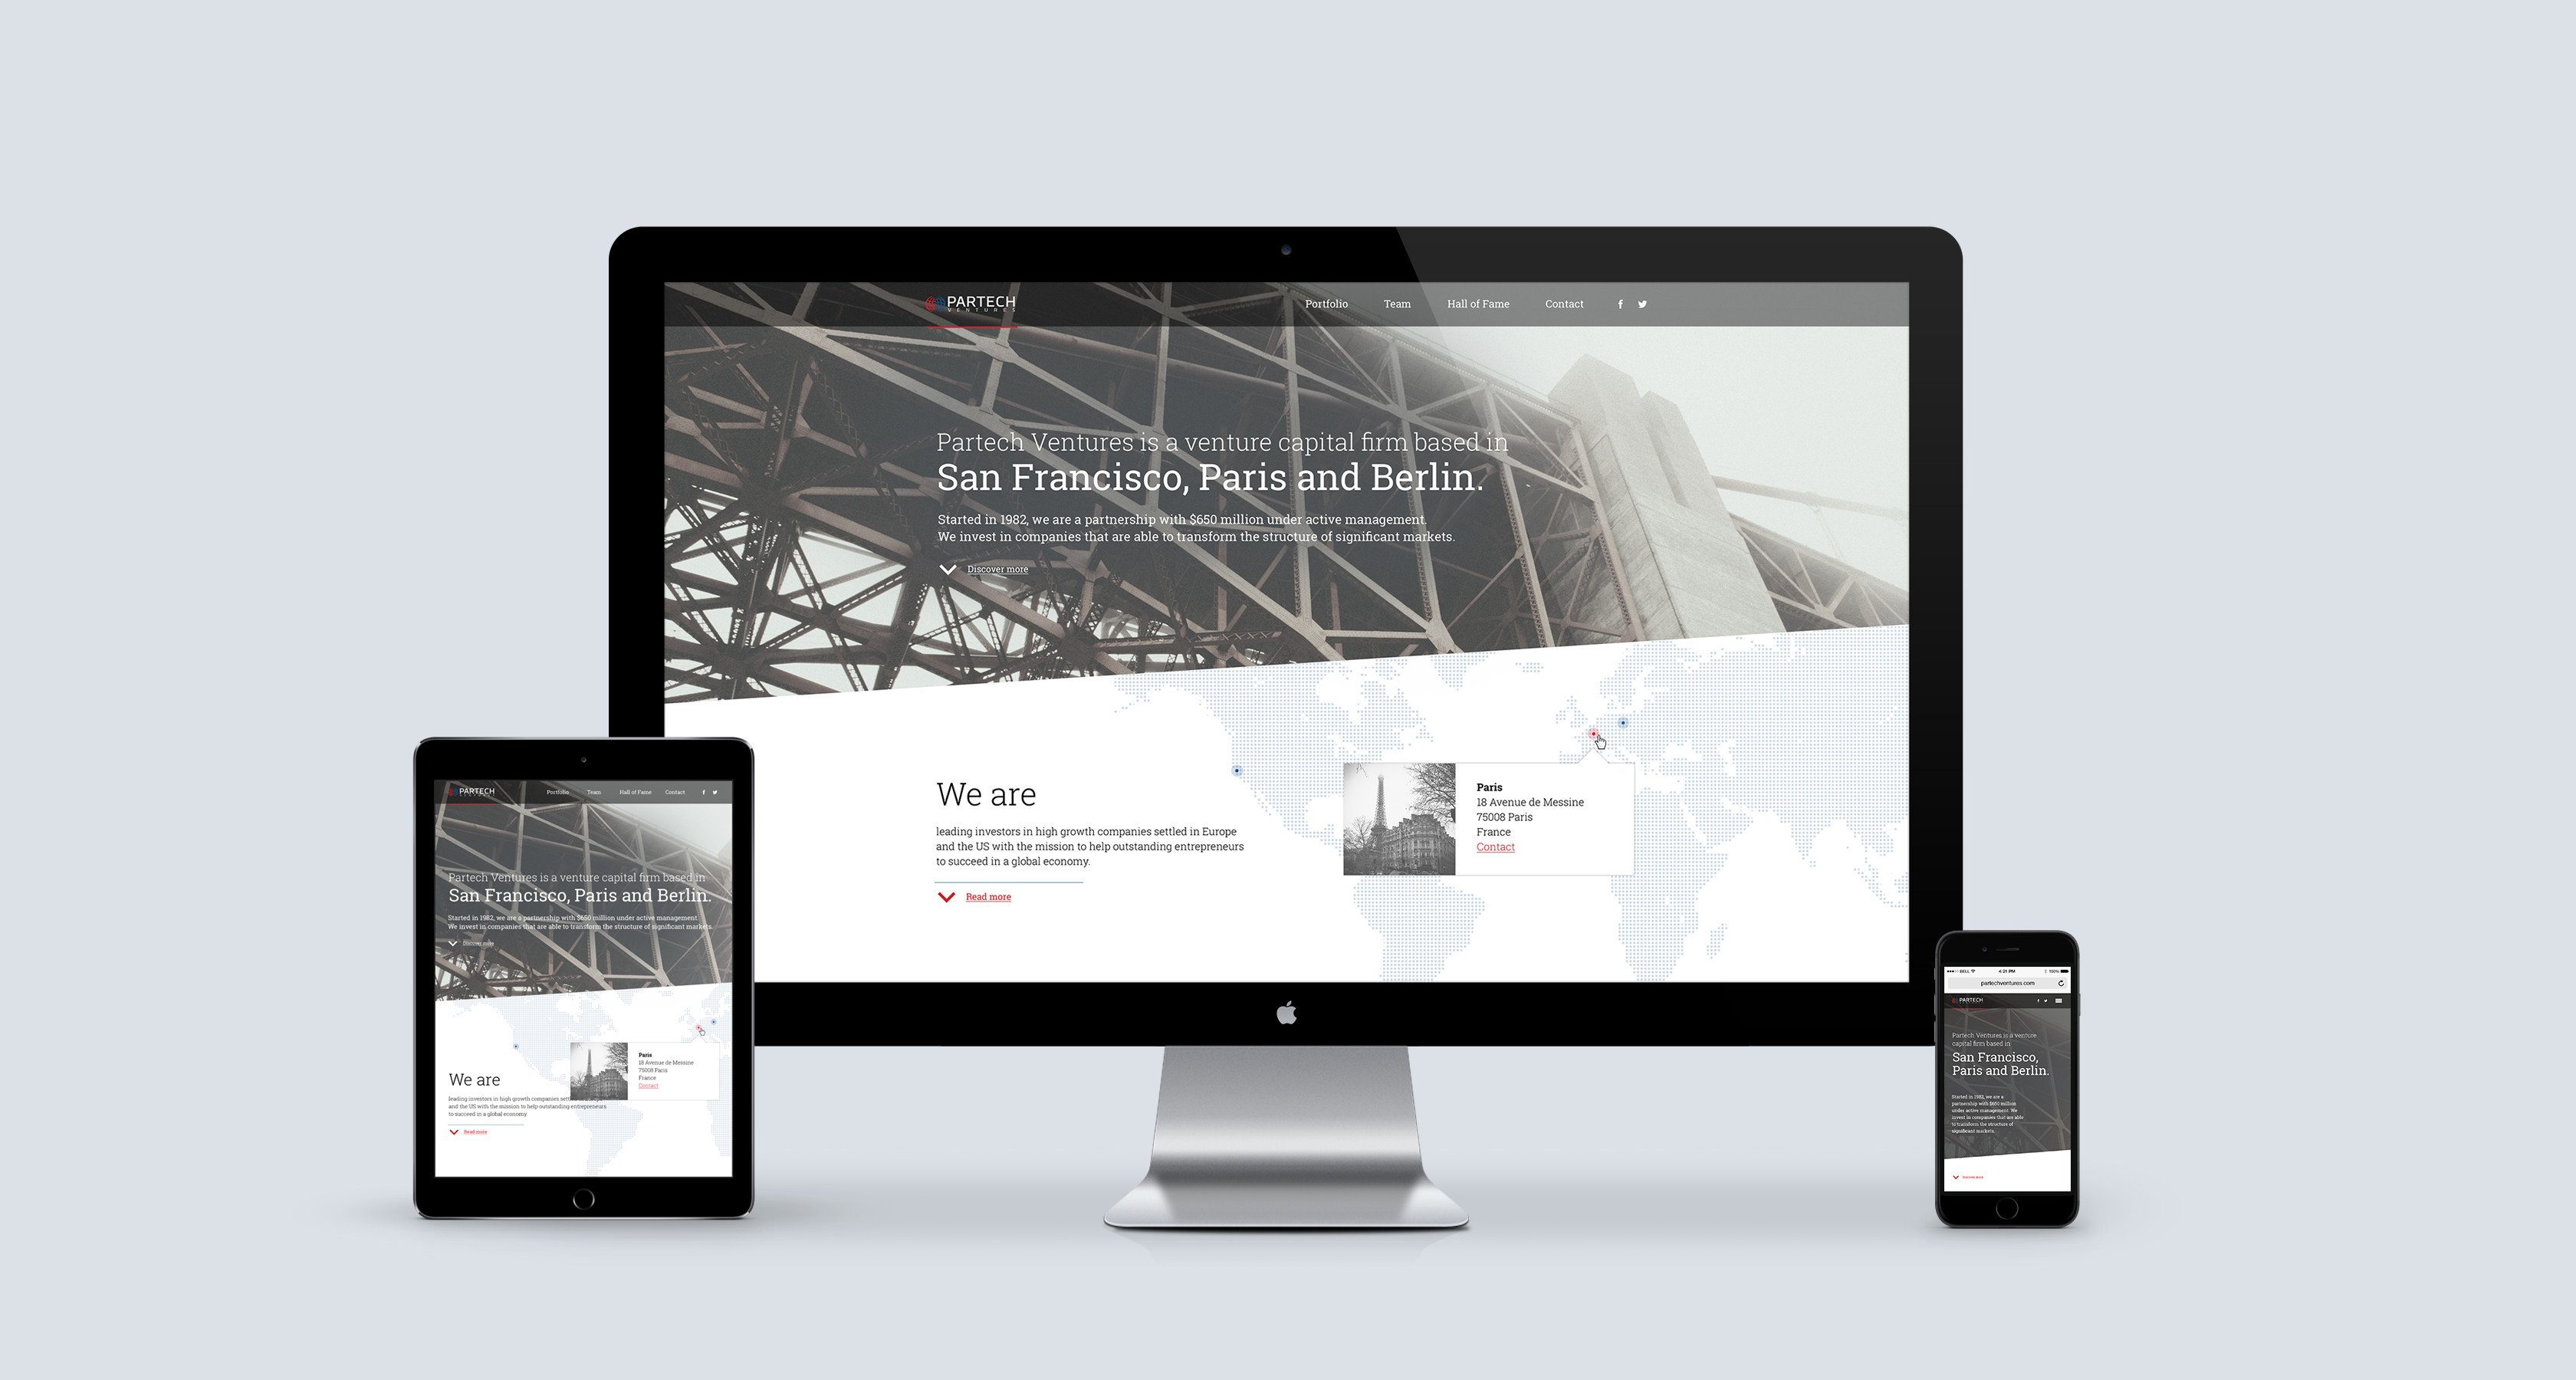 PARTECH
VENTURES
Portfolio Team Hall of Fame Contact
Partech Ventures is a venture capital firm based in
San Francisco, Paris and Berlin.
Started in 1982, we are a partnership with $650 million under active management.
We invest in companies that are able to transform the structure of significant markets.
Discover more
We are
leading investors in high growth companies settled in Europe
and the US with the mission to help outstanding entrepreneurs
to succeed in a global economy.
Read more
Paris
18 Avenue de Messine
75008 Paris
France
Contact
PARTECH
Portfolio Team Hall of Fame Contact
Partech Ventures is a venture capital firm based in
San Francisco, Paris and Berlin.
Started in 1982, we are a partnership with $650 million under active management.
We invest in companies that are able to transform the structure of significant markets.
Discover more
We are
leading investors in high growth companies
and the US with the mission to help outstanding entrepreneurs
to succeed in a global economy.
Read more
Paris
18 Avenue de Messine
75008 Paris
France
Contact
BELL 4:21 PM 100%
partechventures.com
PARTECH
Partech Ventures is a venture
capital firm based in
San Francisco,
Paris and Berlin.
Started in 1982, we are a
partnership with $650 million
under active management. We
invest in companies that are able
to transform the structure of
significant markets.
Discover more